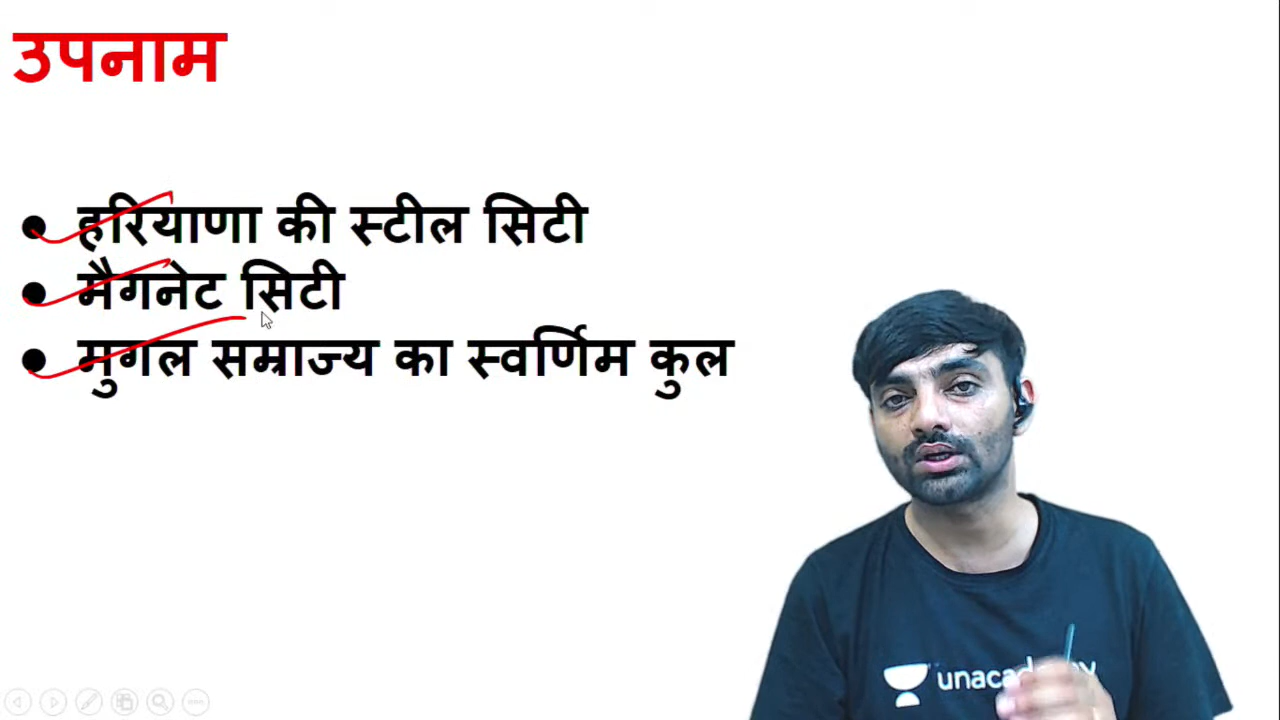 उपनाम
● हरियाणा की स्टील सिटी
● मैगनेट सिटी
● मुगल सम्राज्य का स्वर्णिम कुल
unacademy